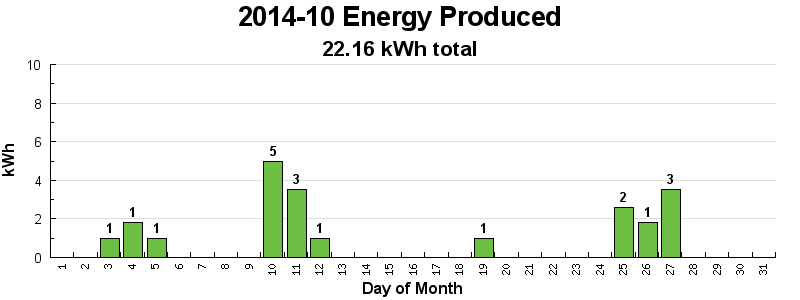 2014-10 Energy Produced
22.16 kWh total
kWh
10
8
6
4
2
0
1 1 1 5 3 1 1 2 1 3
1 2 3 4 5 6 7 8 9 10 11 12 13 14 15 16 17 18 19 20 21 22 23 24 25 26 27 28 29 30 31
Day of Month